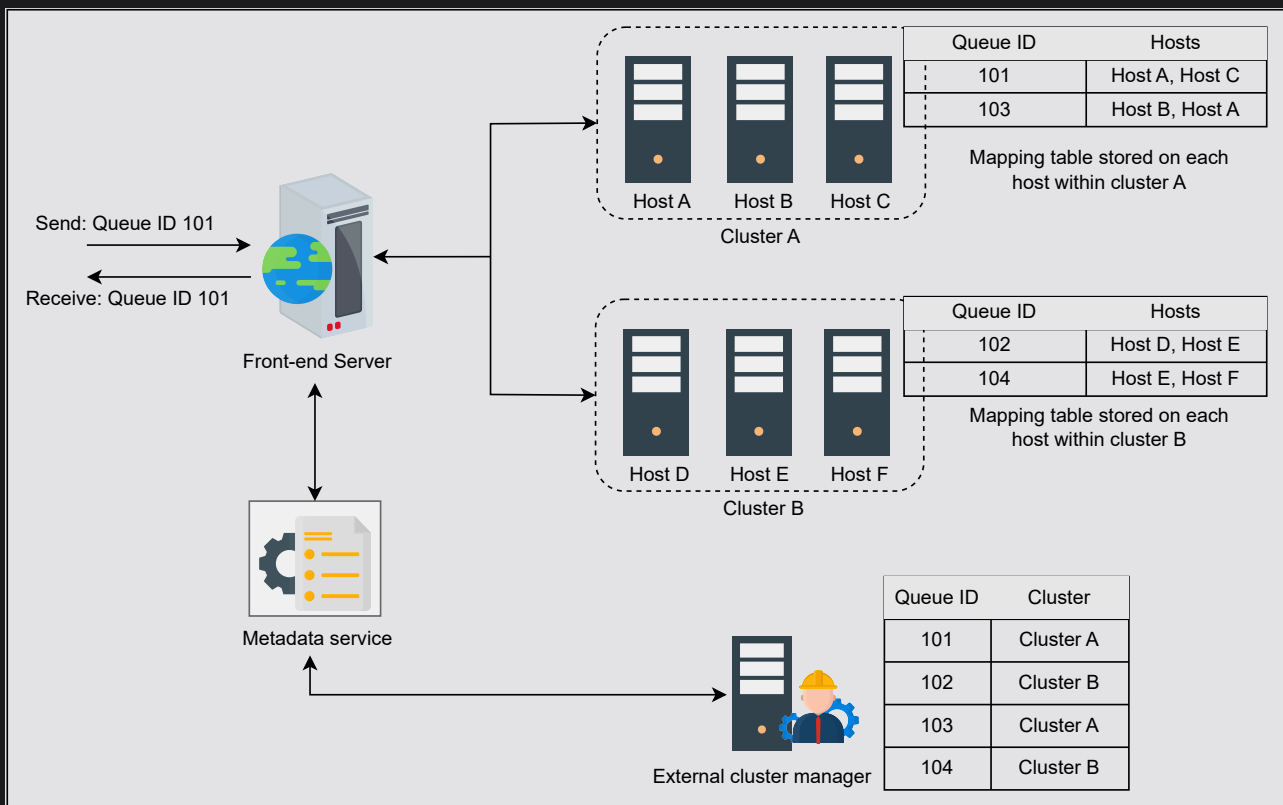 Queue ID Hosts
101 Host A, Host C
103 Host B, Host A
Mapping table stored on each
host within cluster A
Host A Host B Host C
Cluster A
Send: Queue ID 101
Receive: Queue ID 101
Front-end Server
Queue ID Hosts
102 Host D, Host E
104 Host E, Host F
Mapping table stored on each
host within cluster B
Host D Host E Host F
Cluster B
Metadata service
External cluster manager
Queue ID Cluster
101 Cluster A
102 Cluster B
103 Cluster A
104 Cluster B